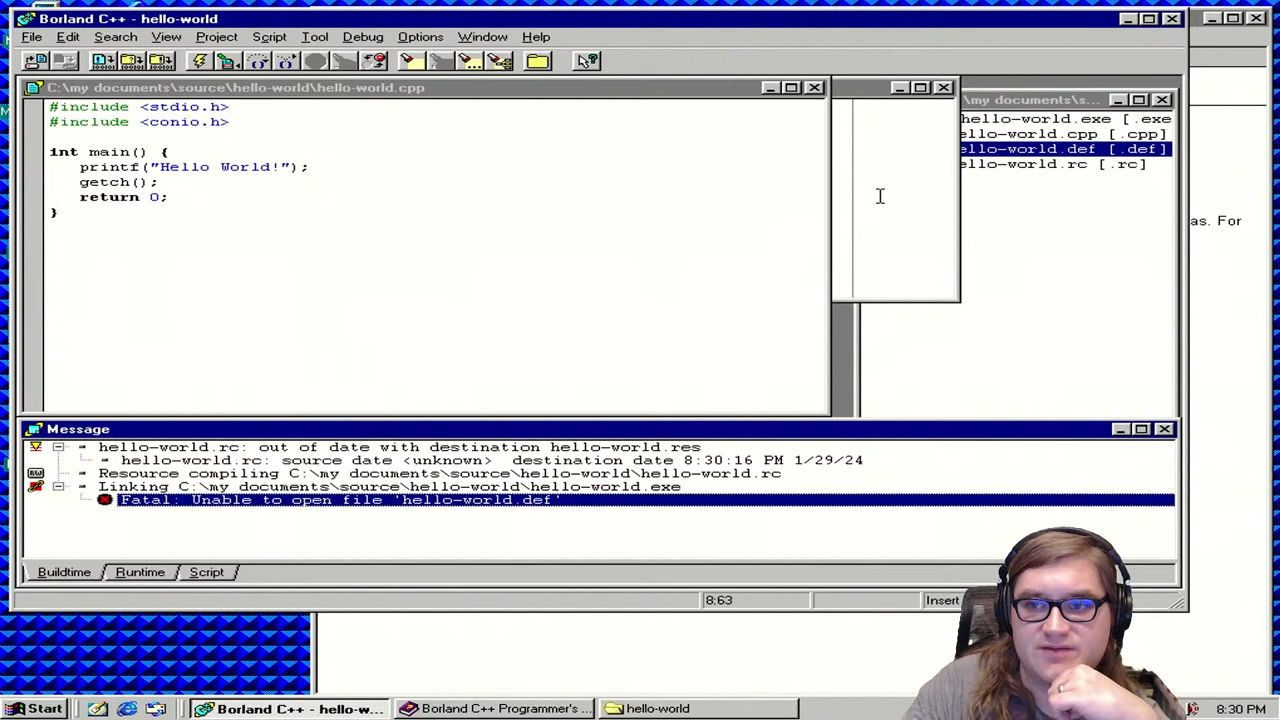 Borland C++ - hello-world
File Edit Search View Project Script Tool Debug Options Window Help
C:\my documents\source\hello-world\hello-world.cpp
#include <stdio.h>
#include <conio.h>
int main() {
printf("Hello World!");
getch();
return 0;
}
\my documents\s...
hello-world.exe [.exe
ello-world.cpp [.cpp]
ello-world.def [.def]
ello-world.rc [.rc]
as. For
Message
hello-world.rc: out of date with destination hello-world.res
hello-world.rc: source date <unknown> destination date 8:30:16 PM 1/29/24
Resource compiling C:\my documents\source\hello-world\hello-world.rc
Linking C:\my documents\source\hello-world\hello-world.exe
Fatal: Unable to open file 'hello-world.def'
Buildtime Runtime Script
8:63 Insert
Start Borland C++ - hello-w... Borland C++ Programmer's ... hello-world 8:30 PM